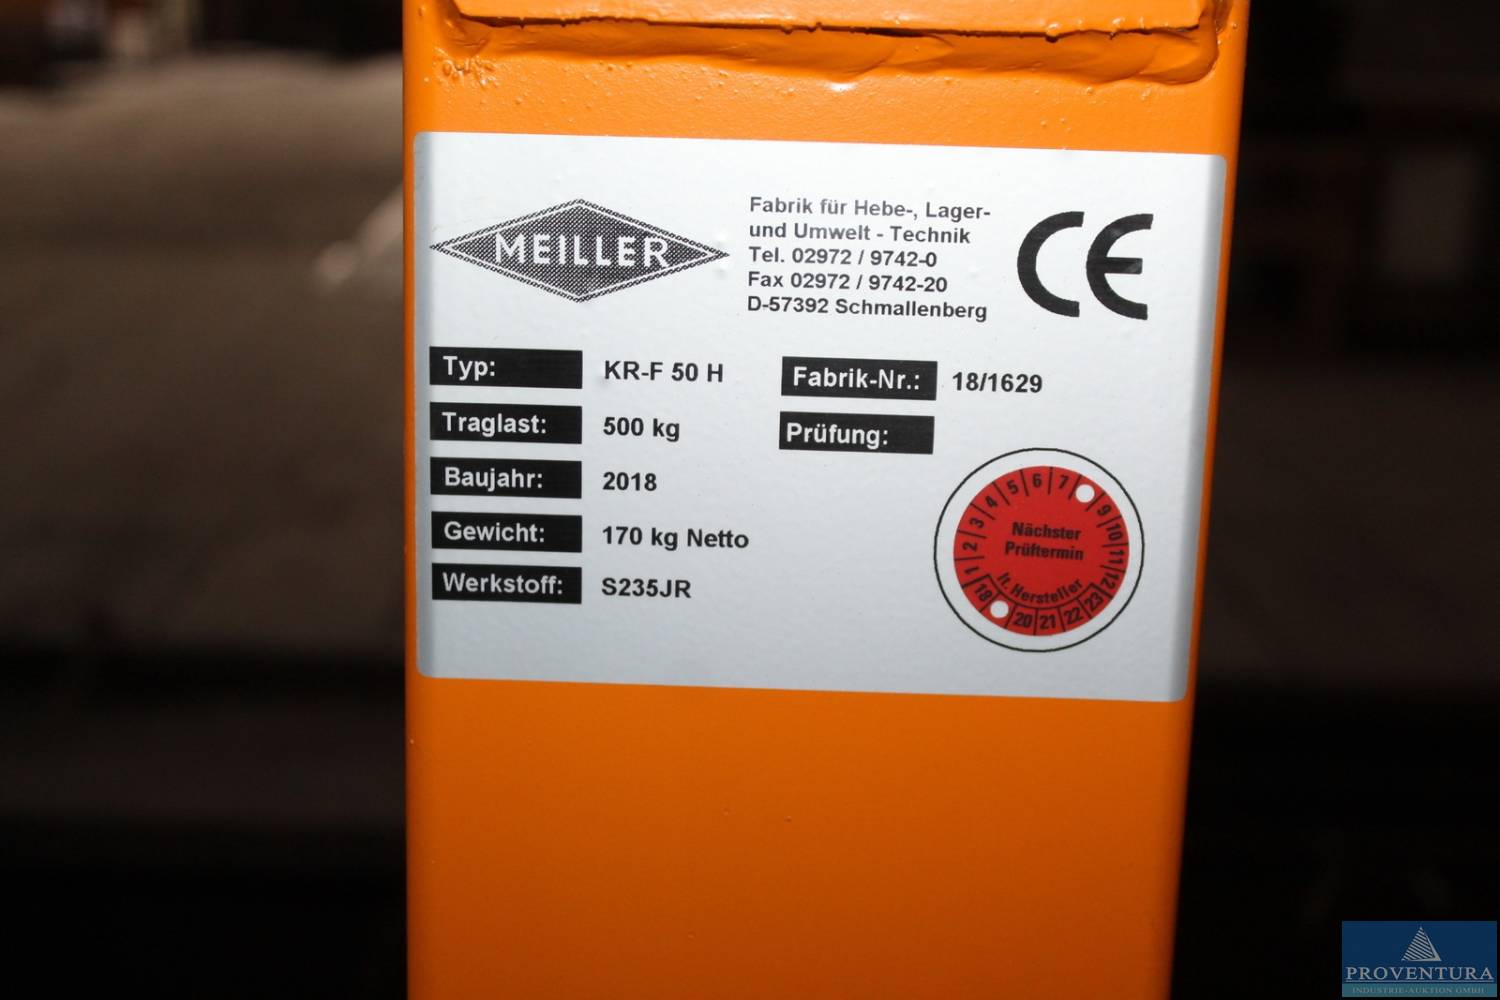 MEILLER
Fabrik für Hebe-, Lager-
und Umwelt - Technik
Tel. 02972 / 9742-0
Fax 02972 / 9742-20
D-57392 Schmallenberg
CE
Typ: KR-F 50 H
Fabrik-Nr.: 18/1629
Traglast: 500 kg
Prüfung:
Baujahr: 2018
Gewicht: 170 kg Netto
Werkstoff: S235JR
1 2 3 4 5 6 7 9 10 11 12
Nächster
Prüftermin
lt. Hersteller
18 20 21 22 23
PROVENTURA
INDUSTRIE-AUKTION GMBH